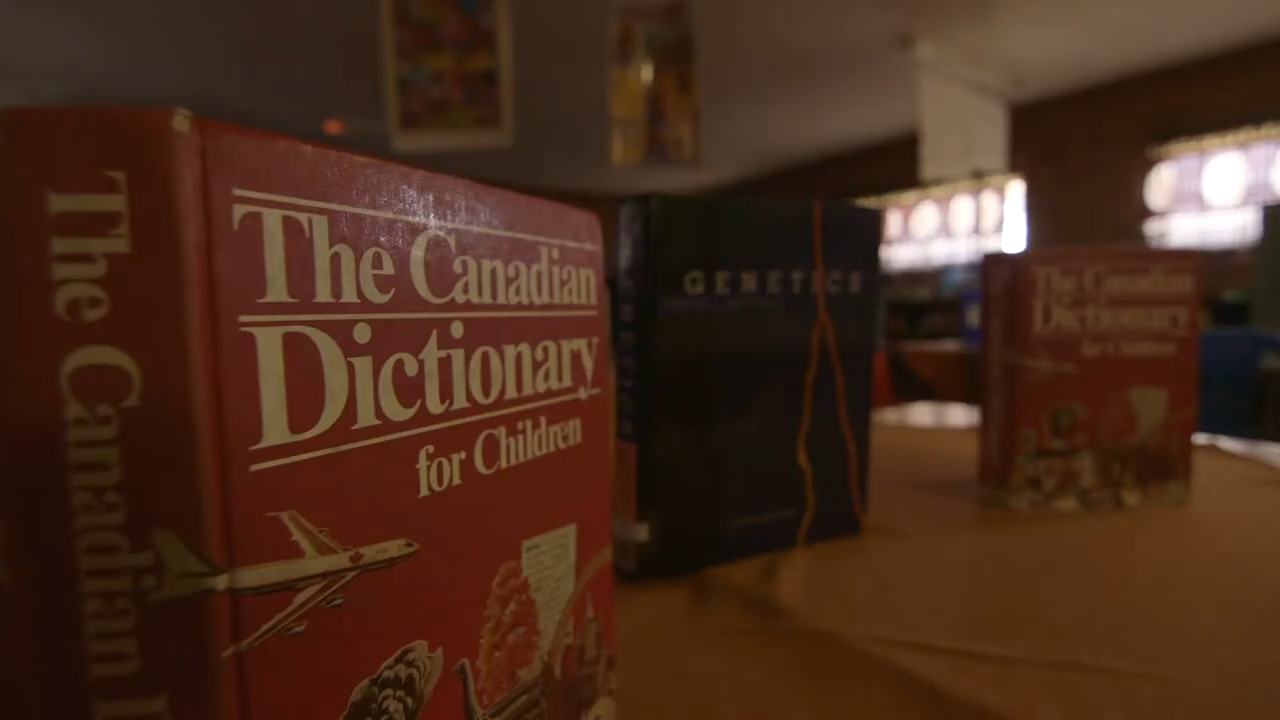 The Canadian
The Canadian
Dictionary
for Children
GENETICS
The Canadian
Dictionary
for Children